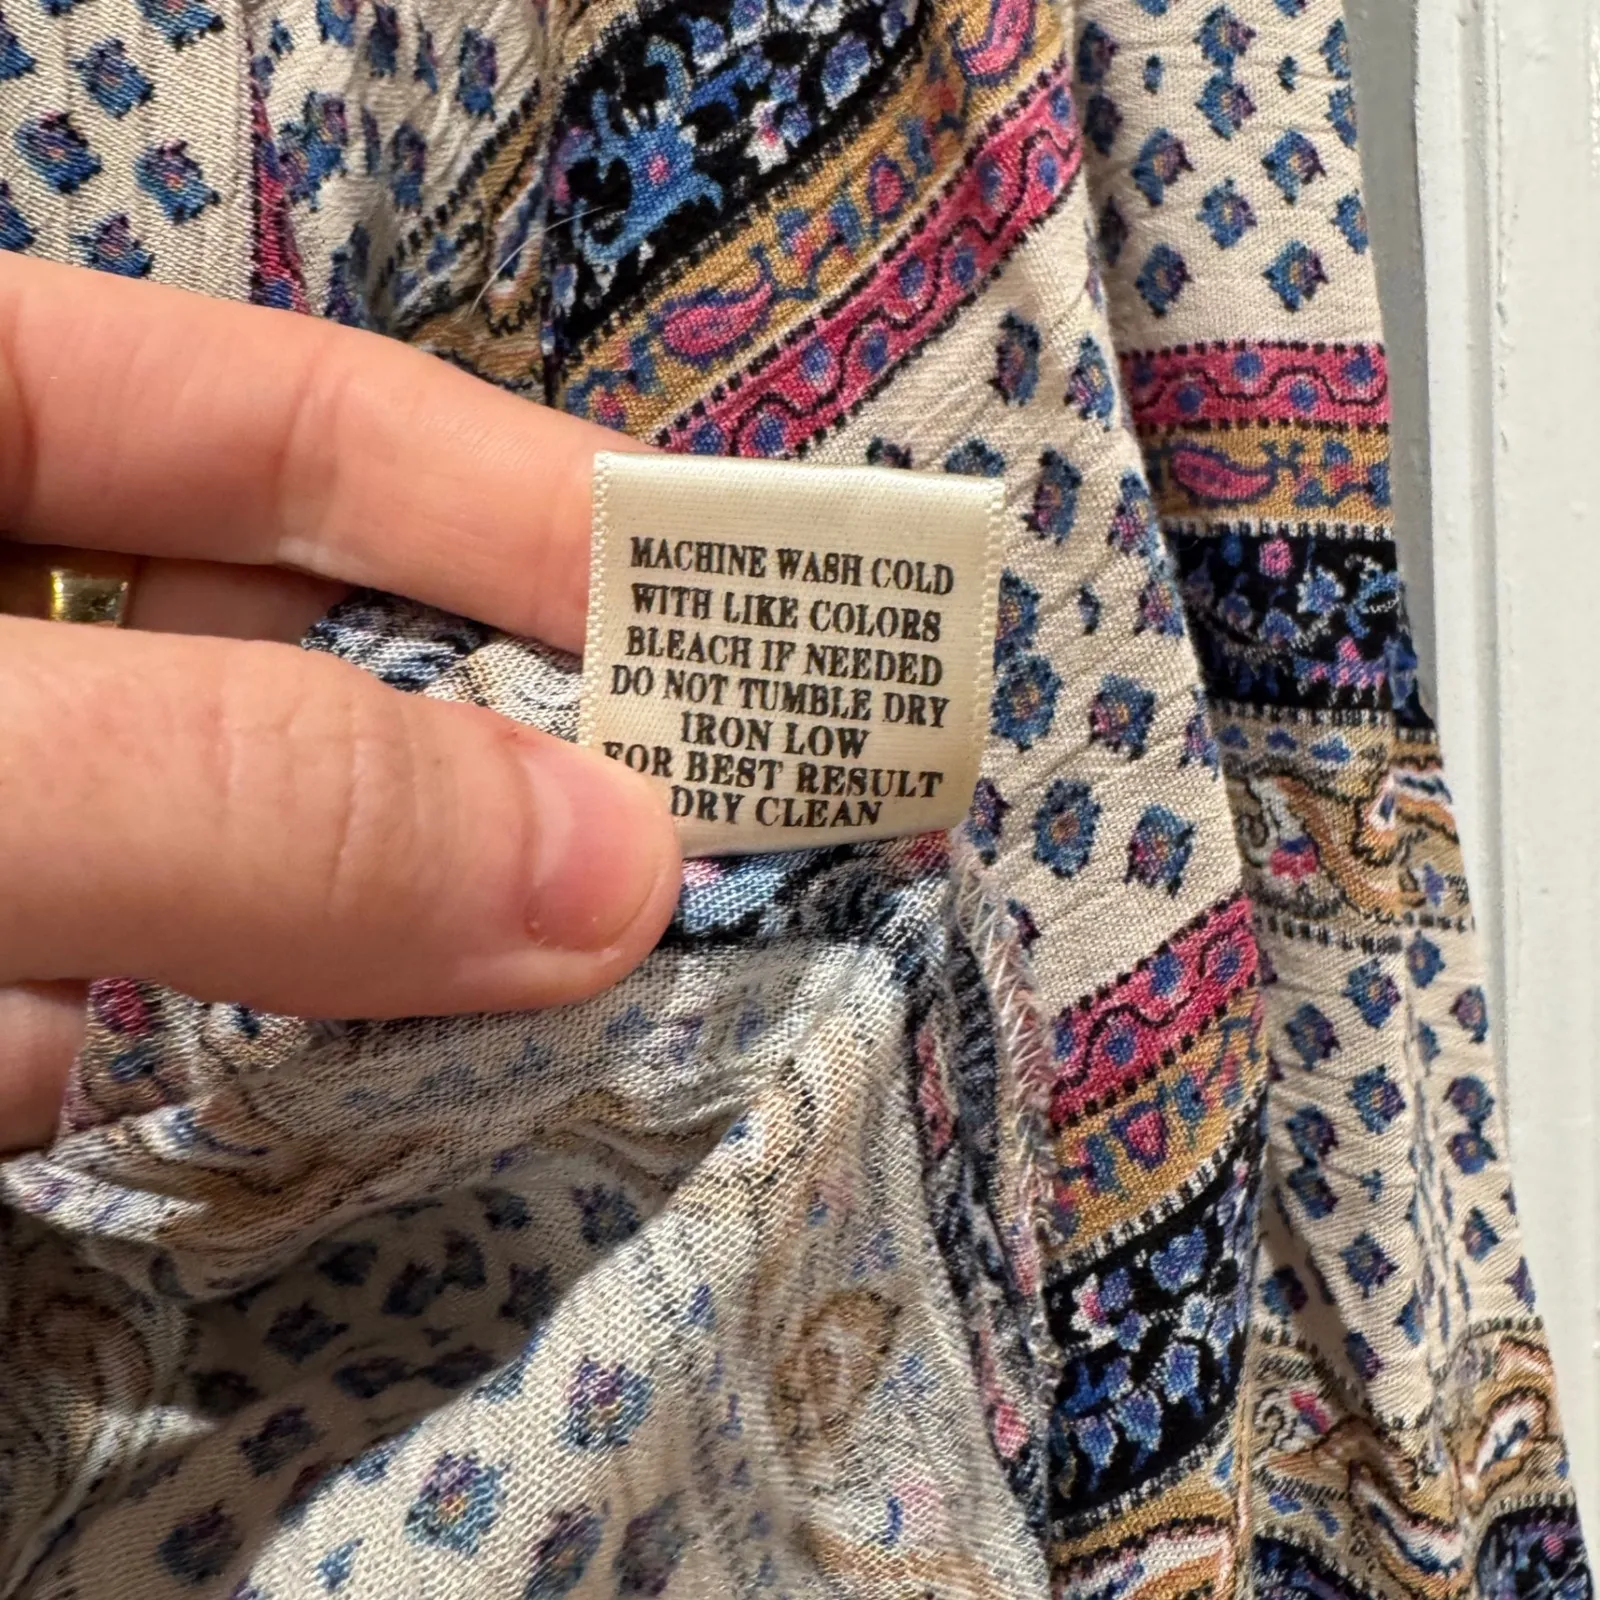 MACHINE WASH COLD
WITH LIKE COLORS
BLEACH IF NEEDED
DO NOT TUMBLE DRY
IRON LOW
FOR BEST RESULT
DRY CLEAN